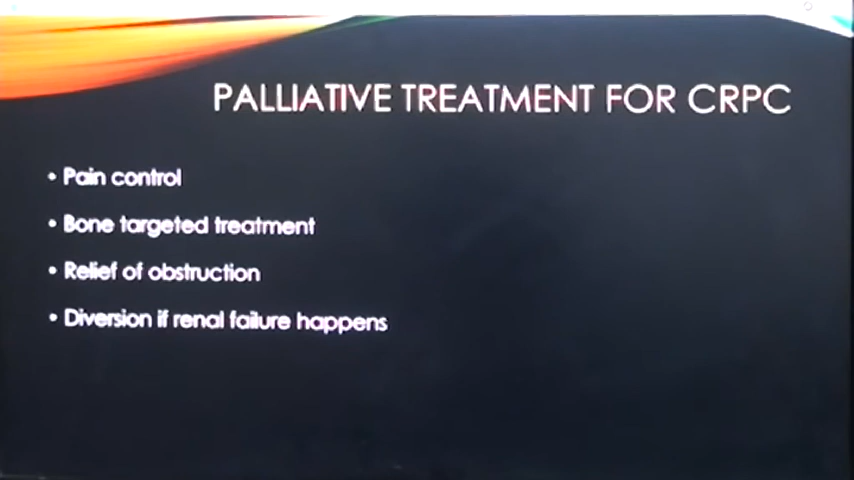 PALLIATIVE TREATMENT FOR CRPC
• Pain control
• Bone targeted treatment
• Relief of obstruction
• Diversion if renal failure happens